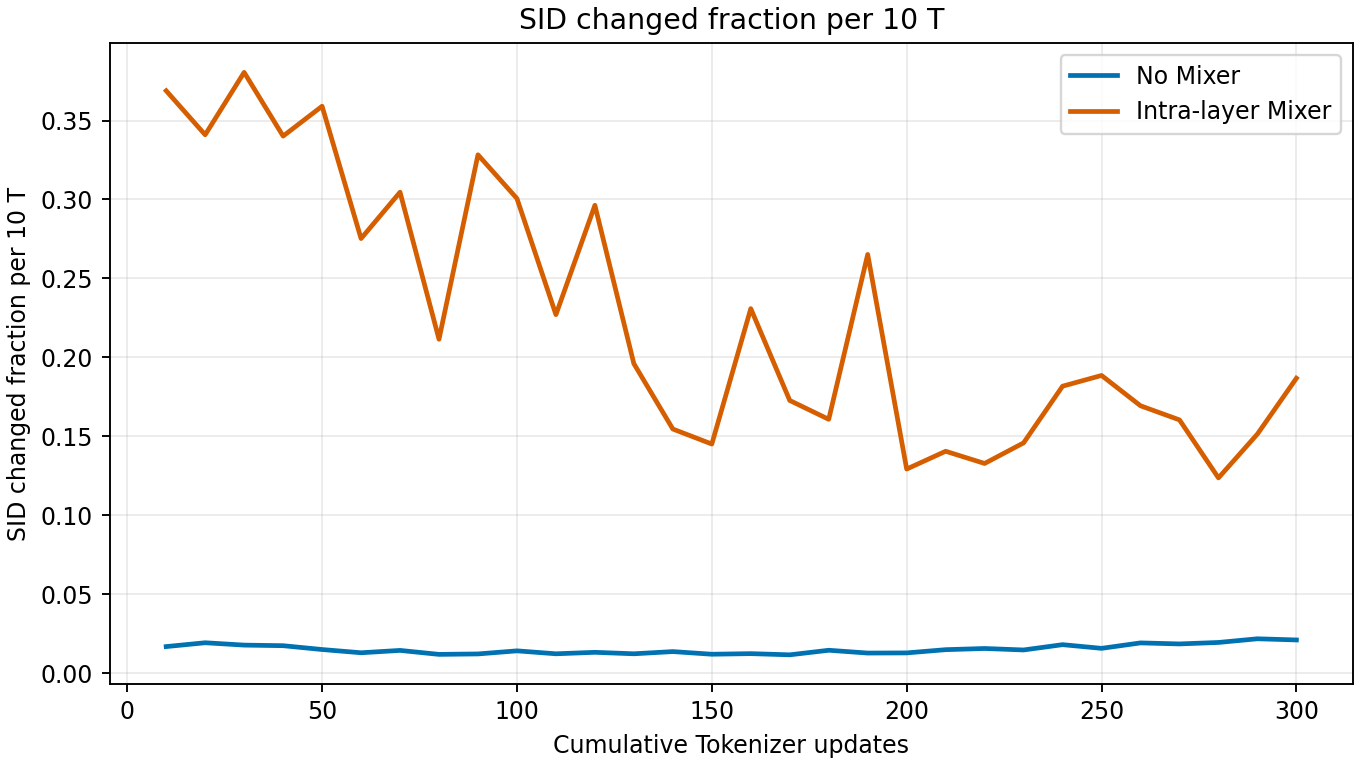 SID changed fraction per 10 T
No Mixer
Intra-layer Mixer
SID changed fraction per 10 T
0.35
0.30
0.25
0.20
0.15
0.10
0.05
0.00
0 50 100 150 200 250 300
Cumulative Tokenizer updates